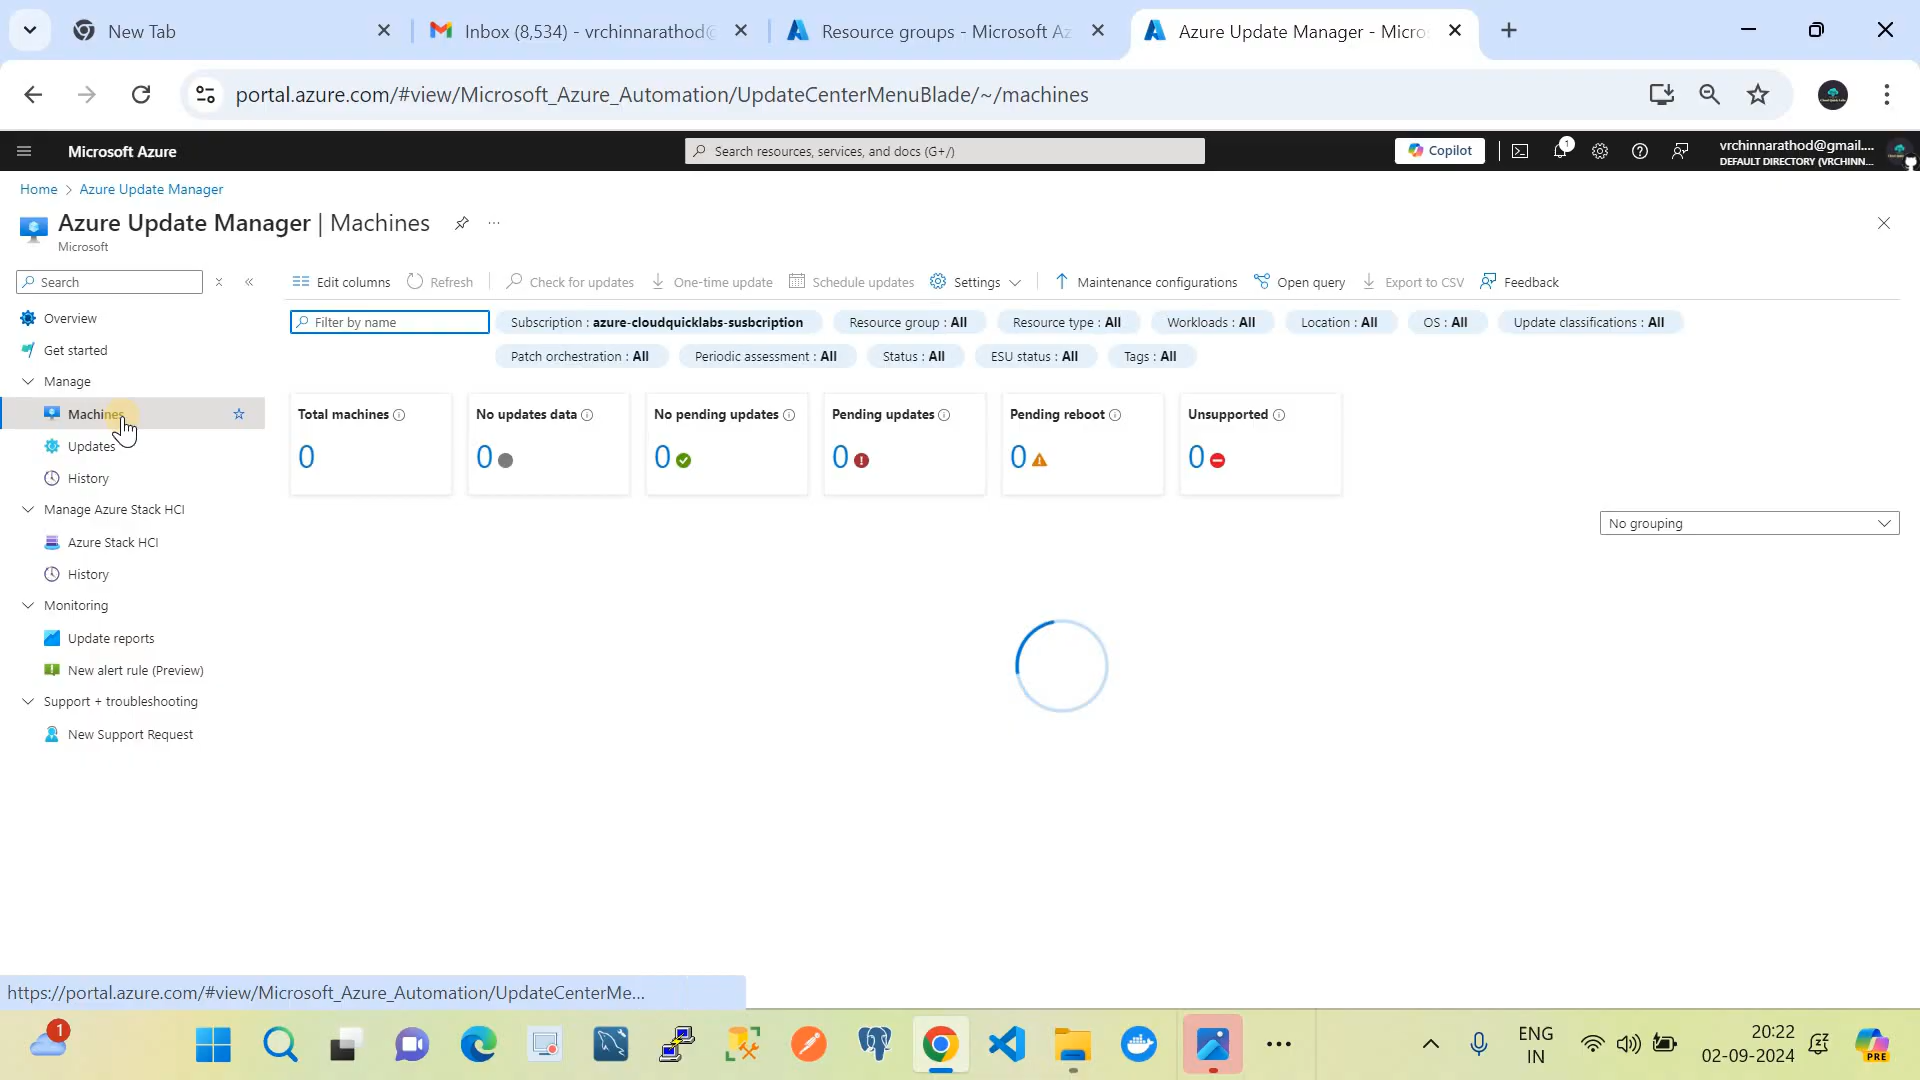 New Tab
Inbox (8,534) - vrchinnarathod@
Resource groups - Microsoft Az
Azure Update Manager - Micros
portal.azure.com/#view/Microsoft_Azure_Automation/UpdateCenterMenuBlade/~/machines
Microsoft Azure
Search resources, services, and docs (G+/)
Copilot
1
vrchinnarathod@gmail....
DEFAULT DIRECTORY (VRCHINN...
Home > Azure Update Manager
Azure Update Manager | Machines
Microsoft
Search
Edit columns
Refresh
Check for updates
One-time update
Schedule updates
Settings
Maintenance configurations
Open query
Export to CSV
Feedback
Overview
Get started
Manage
Machines
Updates
History
Manage Azure Stack HCI
Azure Stack HCI
History
Monitoring
Update reports
New alert rule (Preview)
Support + troubleshooting
New Support Request
Filter by name
Subscription : azure-cloudquicklabs-susbcription
Resource group : All
Resource type : All
Workloads : All
Location : All
OS : All
Update classifications : All
Patch orchestration : All
Periodic assessment : All
Status : All
ESU status : All
Tags : All
Total machines
0
No updates data
0
No pending updates
0
Pending updates
0
Pending reboot
0
Unsupported
0
No grouping
https://portal.azure.com/#view/Microsoft_Azure_Automation/UpdateCenterMe...
1
ENG
IN
20:22
02-09-2024
PRE